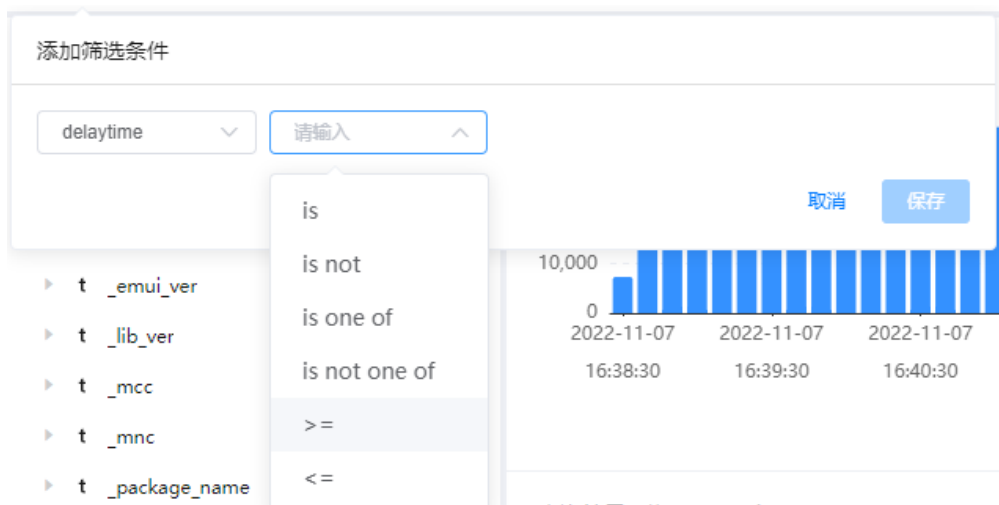 添加筛选条件
delaytime
请输入
is
is not
is one of
is not one of
>=
<=
取消
保存
t _emui_ver
t _lib_ver
t _mcc
t _mnc
t _package_name
10,000
0
2022-11-07 2022-11-07 2022-11-07
16:38:30 16:39:30 16:40:30